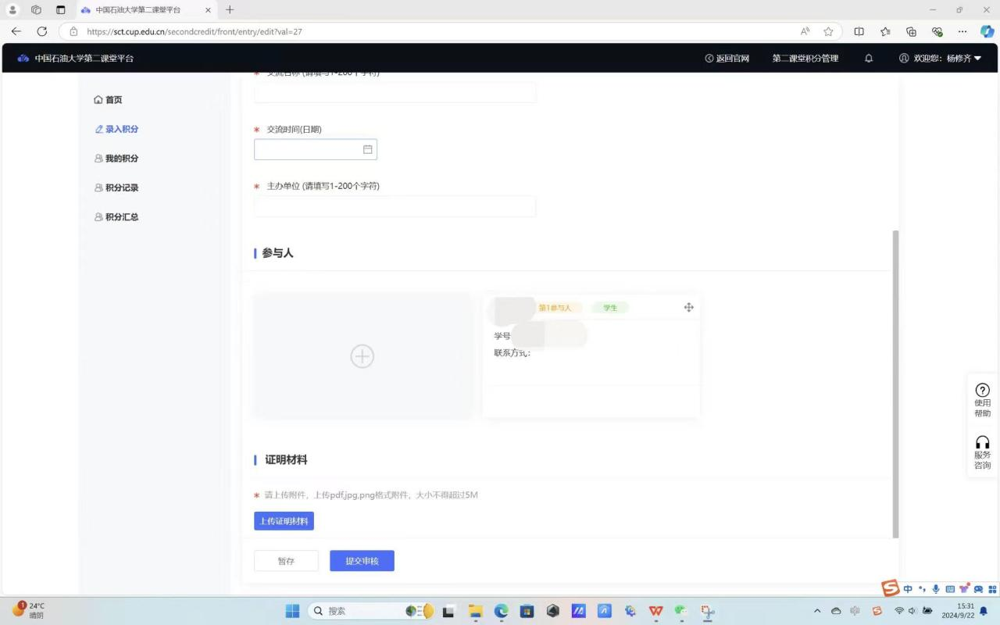 中国石油大学第二课堂平台
https://sct.cup.edu.cn/secondcredit/front/entry/edit?val=27
中国石油大学第二课堂平台
返回官网
第二课堂积分管理
欢迎您：杨修齐
* 交流名称 (请填写1-200个字符)
首页
录入积分
我的积分
积分记录
积分汇总
* 交流时间(日期)
* 主办单位 (请填写1-200个字符)
参与人
第1参与人
学生
学号
联系方式：
使用
帮助
服务
咨询
证明材料
* 请上传附件，上传pdf,jpg,png格式附件，大小不得超过5M
上传证明材料
暂存
提交审核
中
1
24°C
晴朗
搜索
中
15:31
2024/9/22